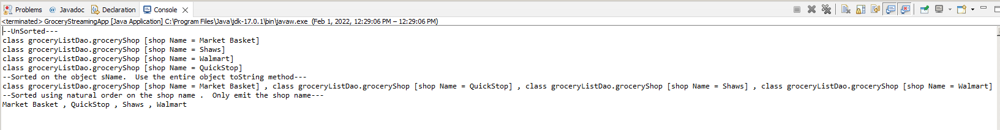 Problems @ Javadoc Declaration Console
<terminated> GroceryStreamingApp [Java Application] C:\Program Files\Java\jdk-17.0.1\bin\javaw.exe (Feb 1, 2022, 12:29:06 PM – 12:29:06 PM)
--UnSorted---
class groceryListDao.groceryShop [shop Name = Market Basket]
class groceryListDao.groceryShop [shop Name = Shaws]
class groceryListDao.groceryShop [shop Name = Walmart]
class groceryListDao.groceryShop [shop Name = QuickStop]
--Sorted on the object sName.  Use the entire object toString method---
class groceryListDao.groceryShop [shop Name = Market Basket] , class groceryListDao.groceryShop [shop Name = QuickStop] , class groceryListDao.groceryShop [shop Name = Shaws] , class groceryListDao.groceryShop [shop Name = Walmart]
--Sorted using natural order on the shop name .  Only emit the shop name---
Market Basket , QuickStop , Shaws , Walmart